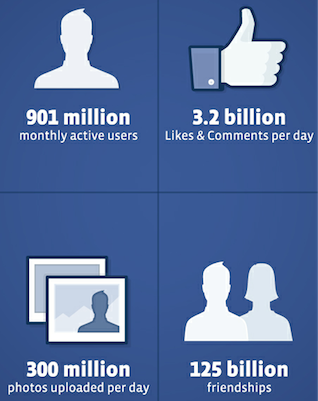 901 million
monthly active users
3.2 billion
Likes & Comments per day
300 million
photos uploaded per day
125 billion
friendships